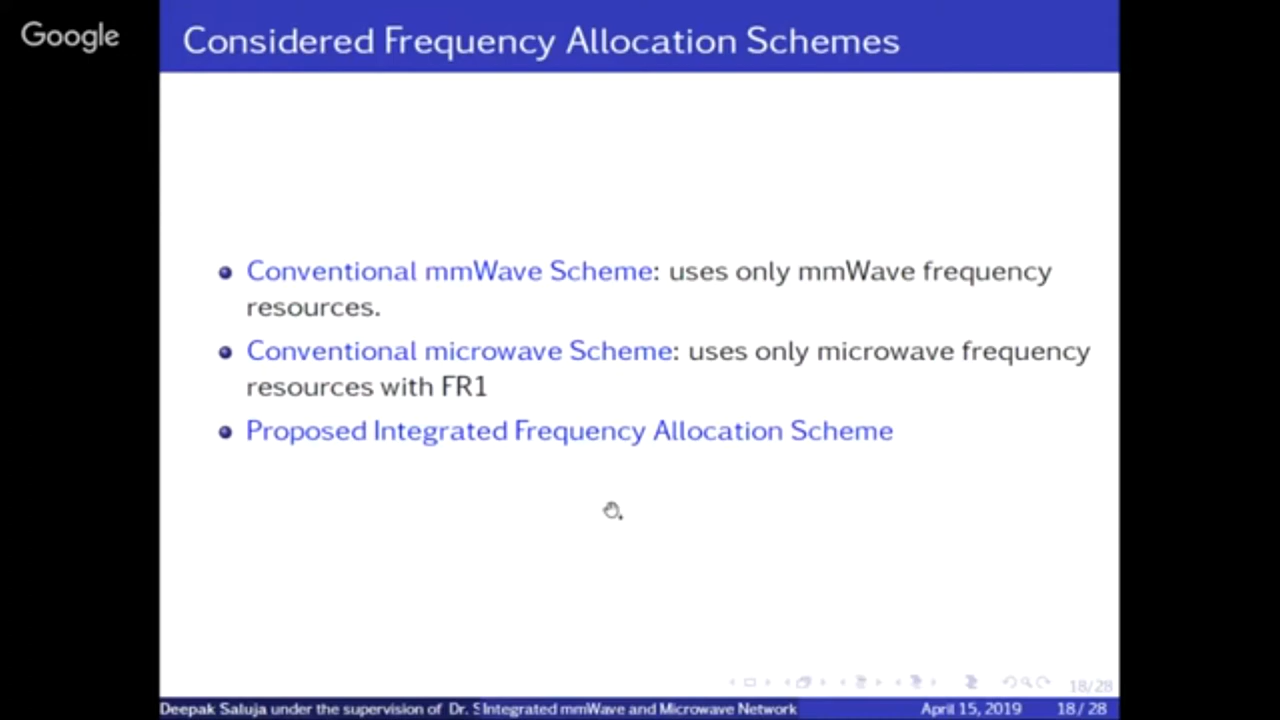 Google
Considered Frequency Allocation Schemes
Conventional mmWave Scheme: uses only mmWave frequency
resources.
Conventional microwave Scheme: uses only microwave frequency
resources with FR1
Proposed Integrated Frequency Allocation Scheme
18/28
Deepak Saluja under the supervision of Dr. S Integrated mmWave and Microwave Network April 15, 2019 18 / 28